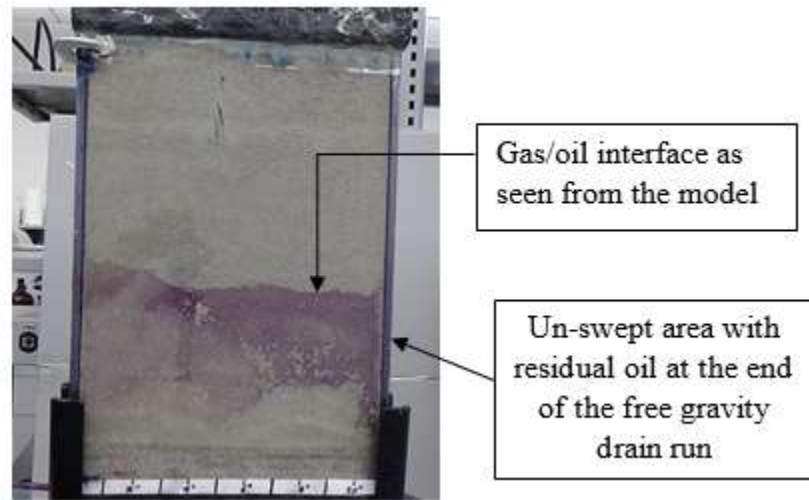 Gas/oil interface as
seen from the model
Un-swept area with
residual oil at the end
of the free gravity
drain run